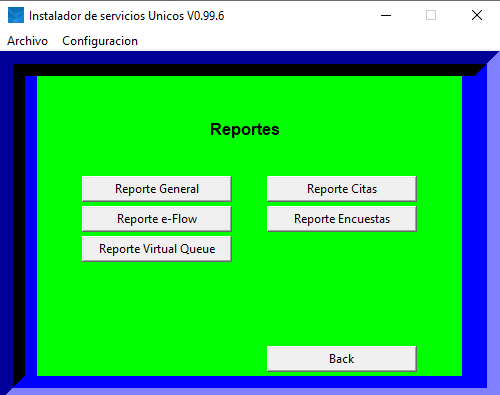 Instalador de servicios Unicos V0.99.6
Archivo Configuracion
Reportes
Reporte General Reporte Citas
Reporte e-Flow Reporte Encuestas
Reporte Virtual Queue
Back